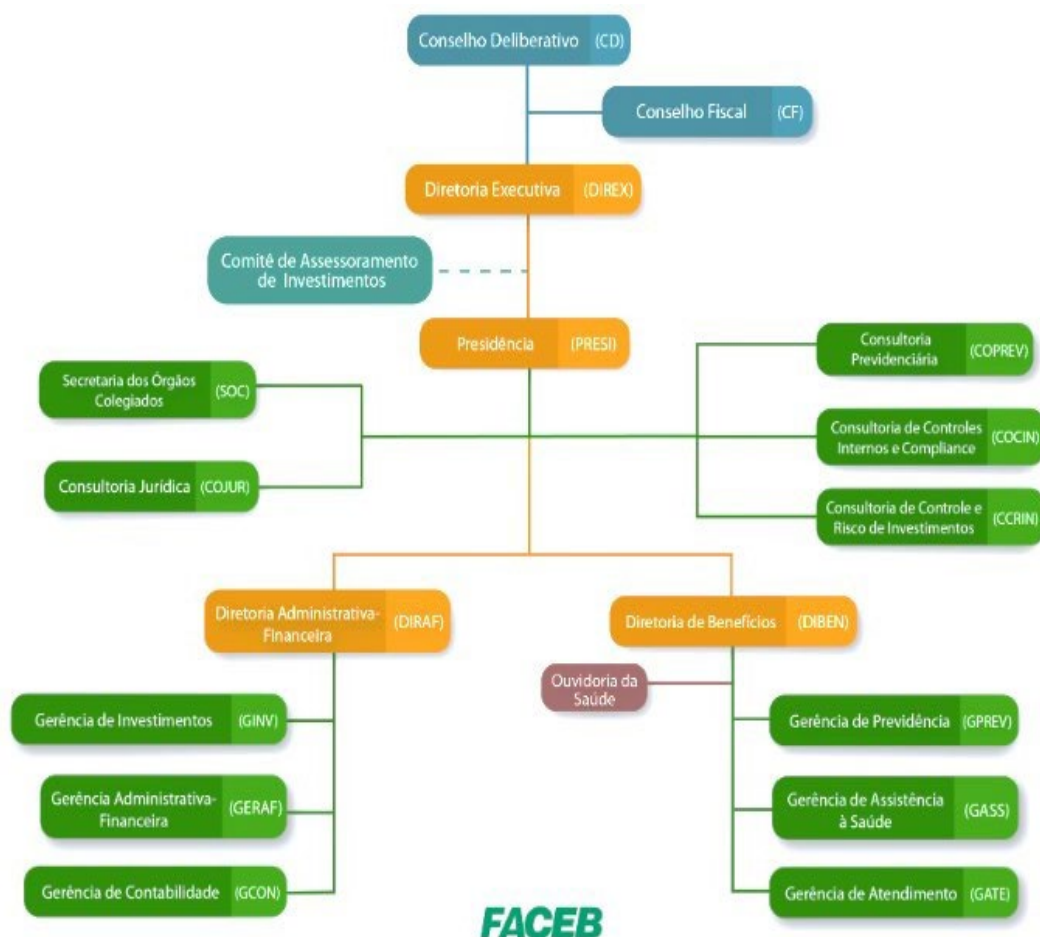 Conselho Deliberativo (CD)
Conselho Fiscal (CF)
Diretoria Executiva (DIREX)
Comitê de Assessoramento
de Investimentos
Presidência (PRESI)
Secretaria dos Órgãos
Colegiados (SOC)
Consultoria Jurídica (COJUR)
Consultoria
Previdenciária (COPREV)
Consultoria de Controles
Internos e Compliance (COCIN)
Consultoria de Controle e
Risco de Investimentos (CCRIN)
Diretoria Administrativa-
Financeira (DIRAF)
Diretoria de Benefícios (DIBEN)
Ouvidoria da
Saúde
Gerência de Investimentos (GINV)
Gerência Administrativa-
Financeira (GERAF)
Gerência de Contabilidade (GCON)
Gerência de Previdência (GPREV)
Gerência de Assistência
à Saúde (GASS)
Gerência de Atendimento (GATE)
FACEB